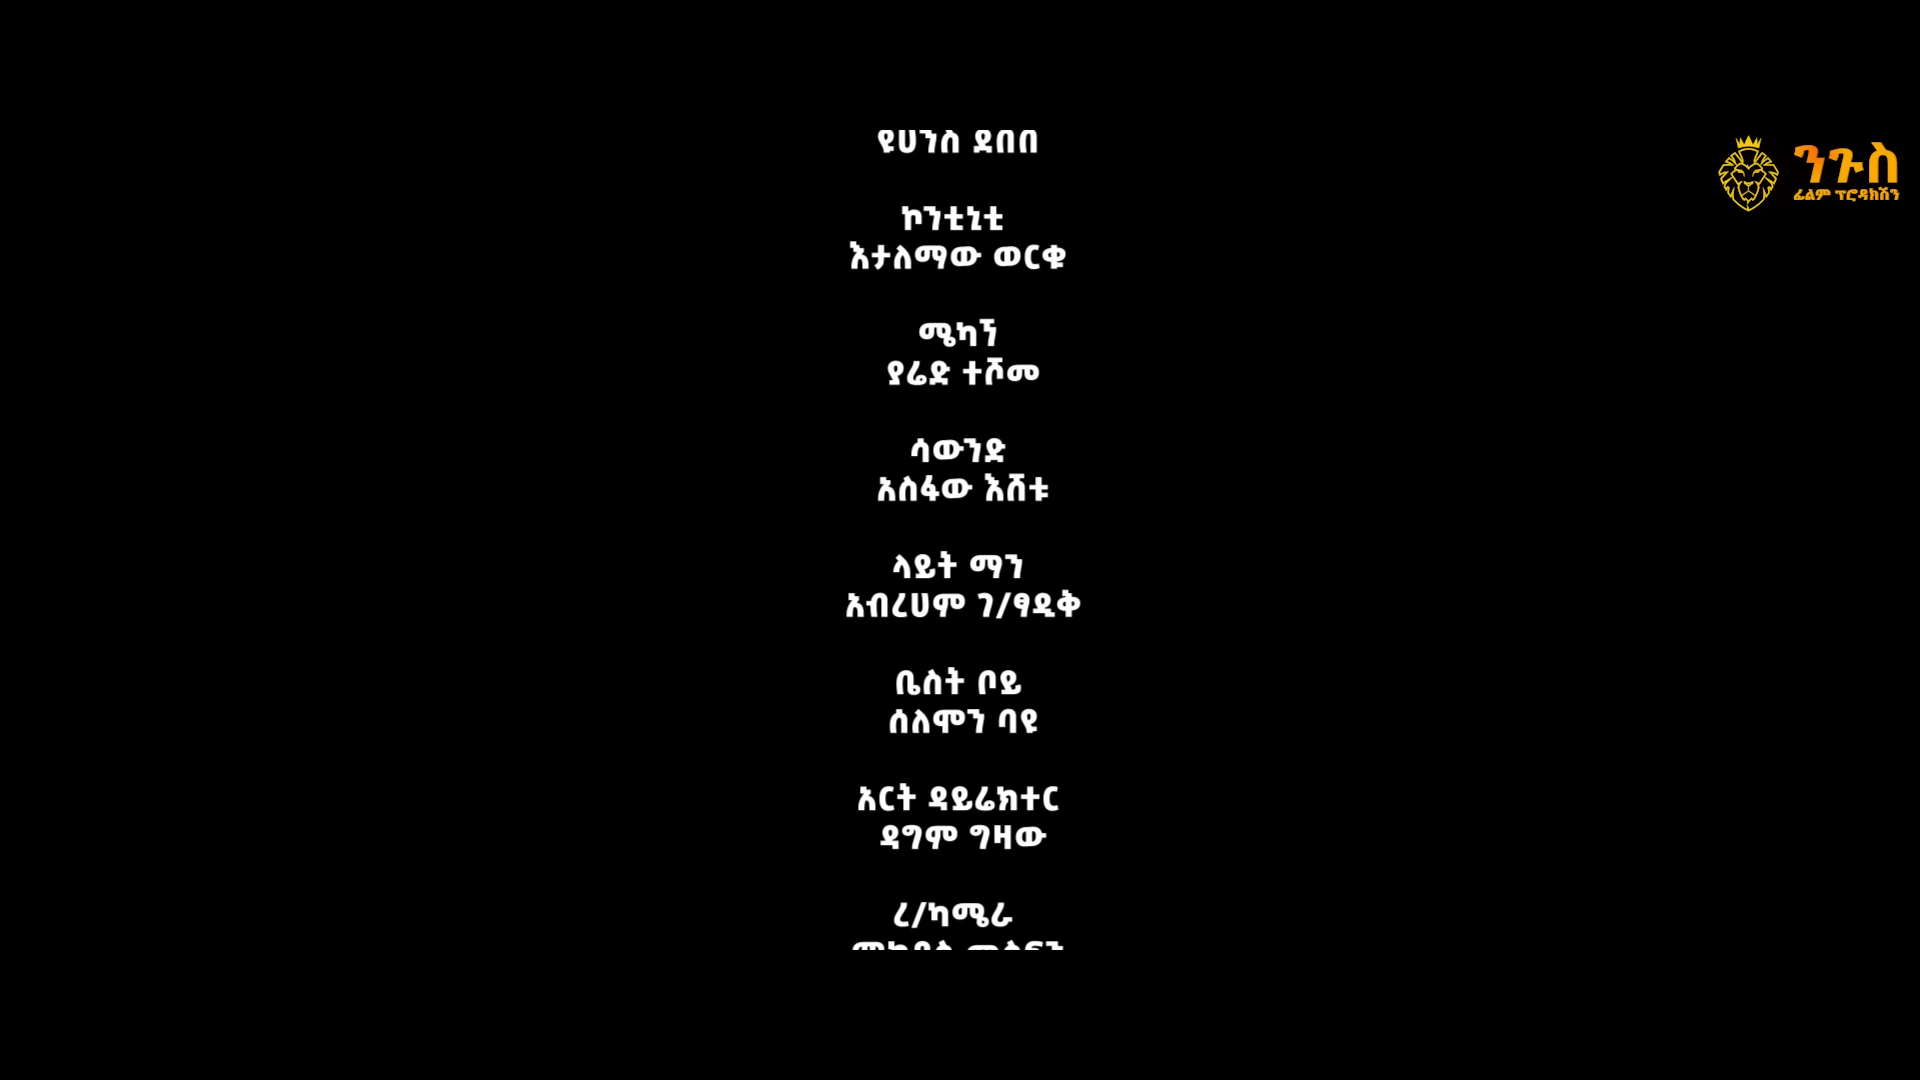 ዩሀንስ ደበበ
ንጉስ
ፊልም ፕሮዳክሽን
ኮንቲኒቲ
እታለማው ወርቁ
ሜካፕ
ያሬድ ተሾመ
ሳውንድ
አስፋው እሸቱ
ላይት ማን
አብረሀም ገ/ፃዲቅ
ቤስት ቦይ
ሰለሞን ባዩ
አርት ዳይሬክተር
ዳግም ግዛው
ረ/ካሜራ